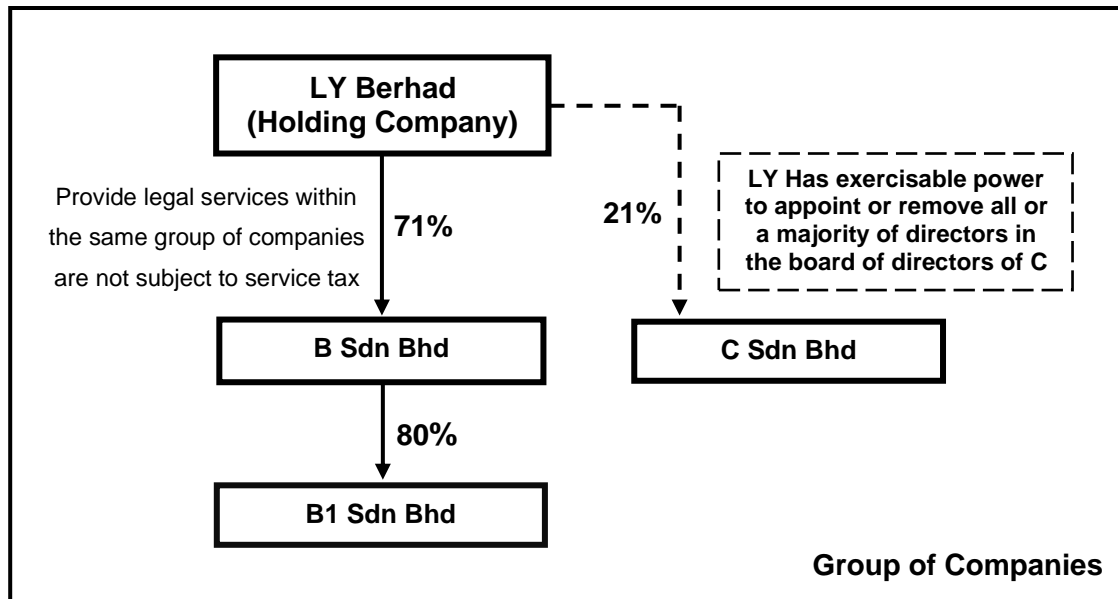 LY Berhad
(Holding Company)
Provide legal services within
the same group of companies
are not subject to service tax
71%
21%
LY Has exercisable power
to appoint or remove all or
a majority of directors in
the board of directors of C
B Sdn Bhd
C Sdn Bhd
80%
B1 Sdn Bhd
Group of Companies